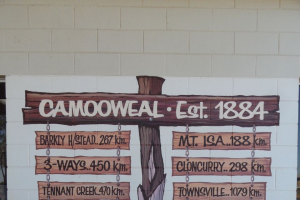 CAMOOWEAL · Est. 1884
BARKLY H/STEAD..267 km.
MT. ISA..188 km.
3-WAYS..450 km.
CLONCURRY..298 km.
TENNANT CREEK..470 km
TOWNSVILLE..1079 km.